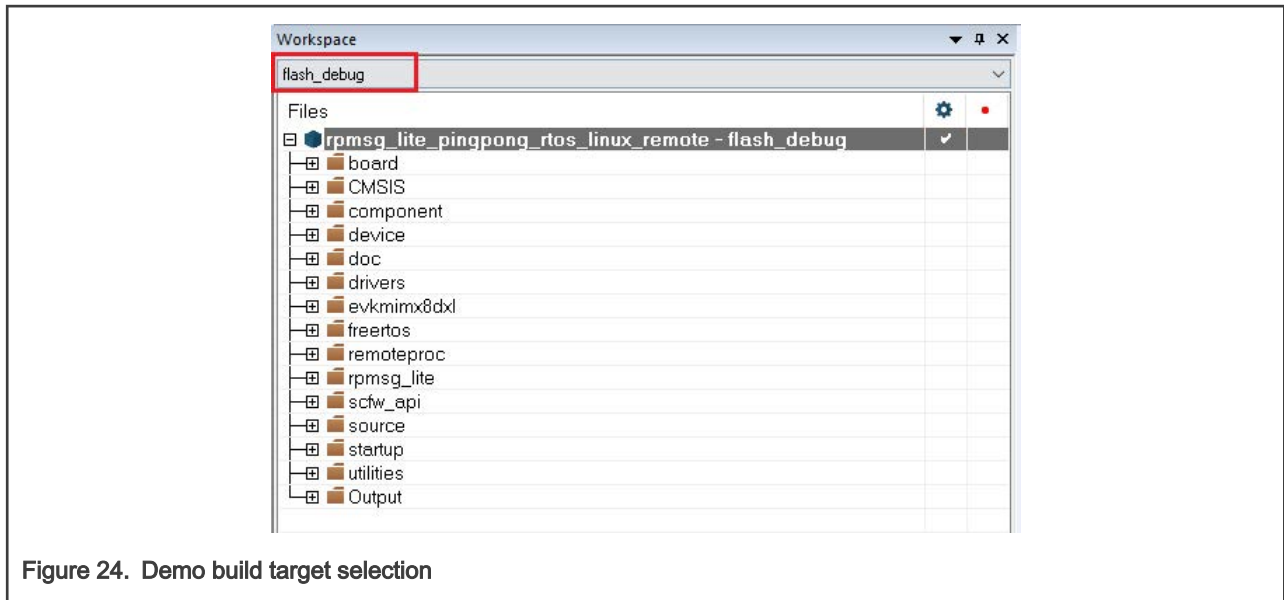 Workspace
flash_debug
Files
rpmsg_lite_pingpong_rtos_linux_remote - flash_debug
board
CMSIS
component
device
doc
drivers
evkmimx8dxl
freertos
remoteproc
rpmsg_lite
scfw_api
source
startup
utilities
Output
Figure 24. Demo build target selection